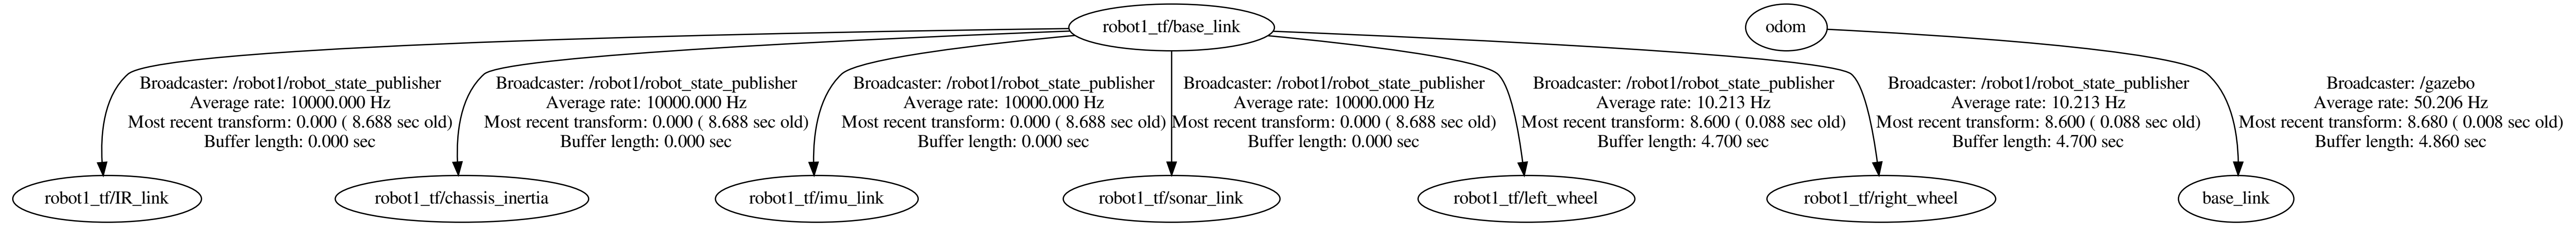 robot1_tf/base_link
odom
Broadcaster: /robot1/robot_state_publisher
Average rate: 10000.000 Hz
Most recent transform: 0.000 ( 8.688 sec old)
Buffer length: 0.000 sec
Broadcaster: /robot1/robot_state_publisher
Average rate: 10000.000 Hz
Most recent transform: 0.000 ( 8.688 sec old)
Buffer length: 0.000 sec
Broadcaster: /robot1/robot_state_publisher
Average rate: 10000.000 Hz
Most recent transform: 0.000 ( 8.688 sec old)
Buffer length: 0.000 sec
Broadcaster: /robot1/robot_state_publisher
Average rate: 10000.000 Hz
Most recent transform: 0.000 ( 8.688 sec old)
Buffer length: 0.000 sec
Broadcaster: /robot1/robot_state_publisher
Average rate: 10.213 Hz
Most recent transform: 8.600 ( 0.088 sec old)
Buffer length: 4.700 sec
Broadcaster: /robot1/robot_state_publisher
Average rate: 10.213 Hz
Most recent transform: 8.600 ( 0.088 sec old)
Buffer length: 4.700 sec
Broadcaster: /gazebo
Average rate: 50.206 Hz
Most recent transform: 8.680 ( 0.008 sec old)
Buffer length: 4.860 sec
robot1_tf/IR_link
robot1_tf/chassis_inertia
robot1_tf/imu_link
robot1_tf/sonar_link
robot1_tf/left_wheel
robot1_tf/right_wheel
base_link